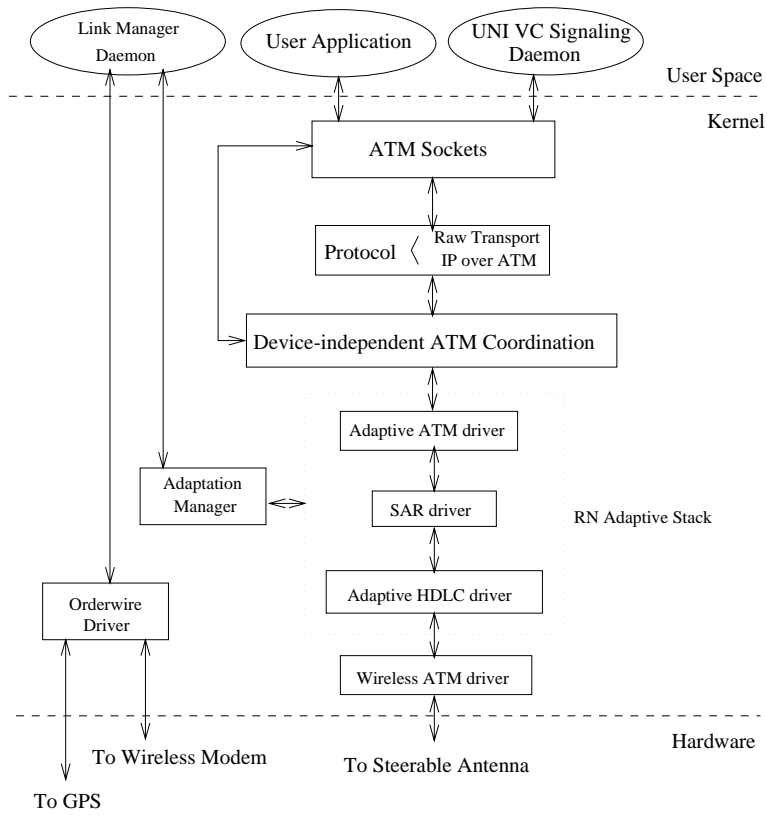 Link Manager
Daemon
User Application
UNI VC Signaling
Daemon
User Space
Kernel
ATM Sockets
Protocol
Raw Transport
IP over ATM
Device-independent ATM Coordination
Adaptive ATM driver
Adaptation
Manager
SAR driver
RN Adaptive Stack
Adaptive HDLC driver
Orderwire
Driver
Wireless ATM driver
Hardware
To Wireless Modem
To Steerable Antenna
To GPS